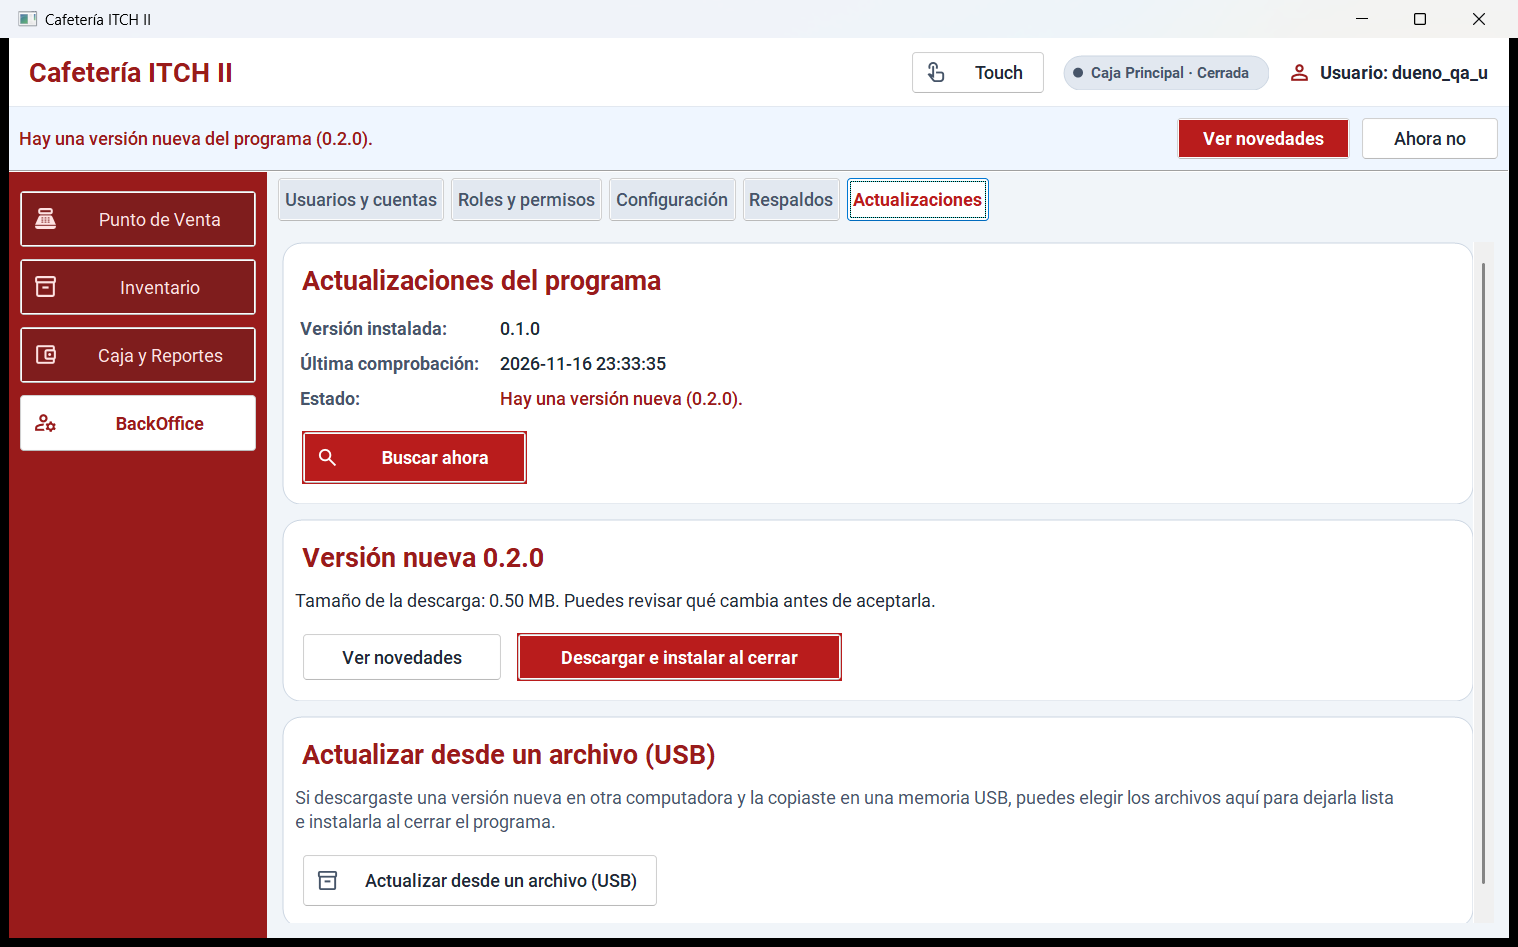 Cafetería ITCH II
Cafetería ITCH II
Touch
Caja Principal · Cerrada
Usuario: dueno_qa_u
Hay una versión nueva del programa (0.2.0).
Ver novedades
Ahora no
Punto de Venta
Inventario
Caja y Reportes
BackOffice
Usuarios y cuentas
Roles y permisos
Configuración
Respaldos
Actualizaciones
Actualizaciones del programa
Versión instalada: 0.1.0
Última comprobación: 2026-11-16 23:33:35
Estado: Hay una versión nueva (0.2.0).
Buscar ahora
Versión nueva 0.2.0
Tamaño de la descarga: 0.50 MB. Puedes revisar qué cambia antes de aceptarla.
Ver novedades
Descargar e instalar al cerrar
Actualizar desde un archivo (USB)
Si descargaste una versión nueva en otra computadora y la copiaste en una memoria USB, puedes elegir los archivos aquí para dejarla lista
e instalarla al cerrar el programa.
Actualizar desde un archivo (USB)